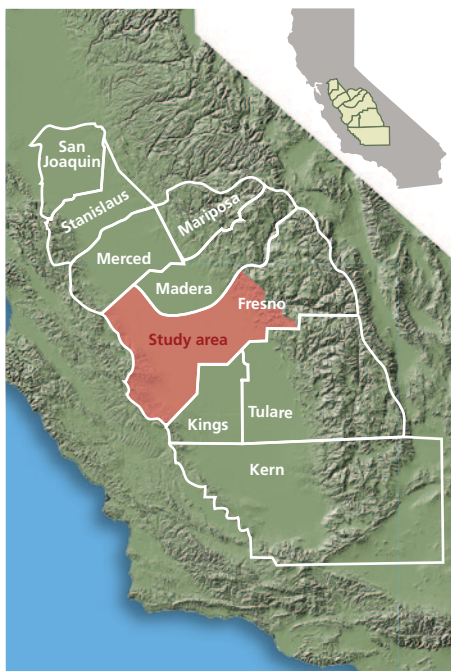 San
Joaquin
Stanislaus
Mariposa
Merced
Madera
Fresno
Study area
Kings
Tulare
Kern